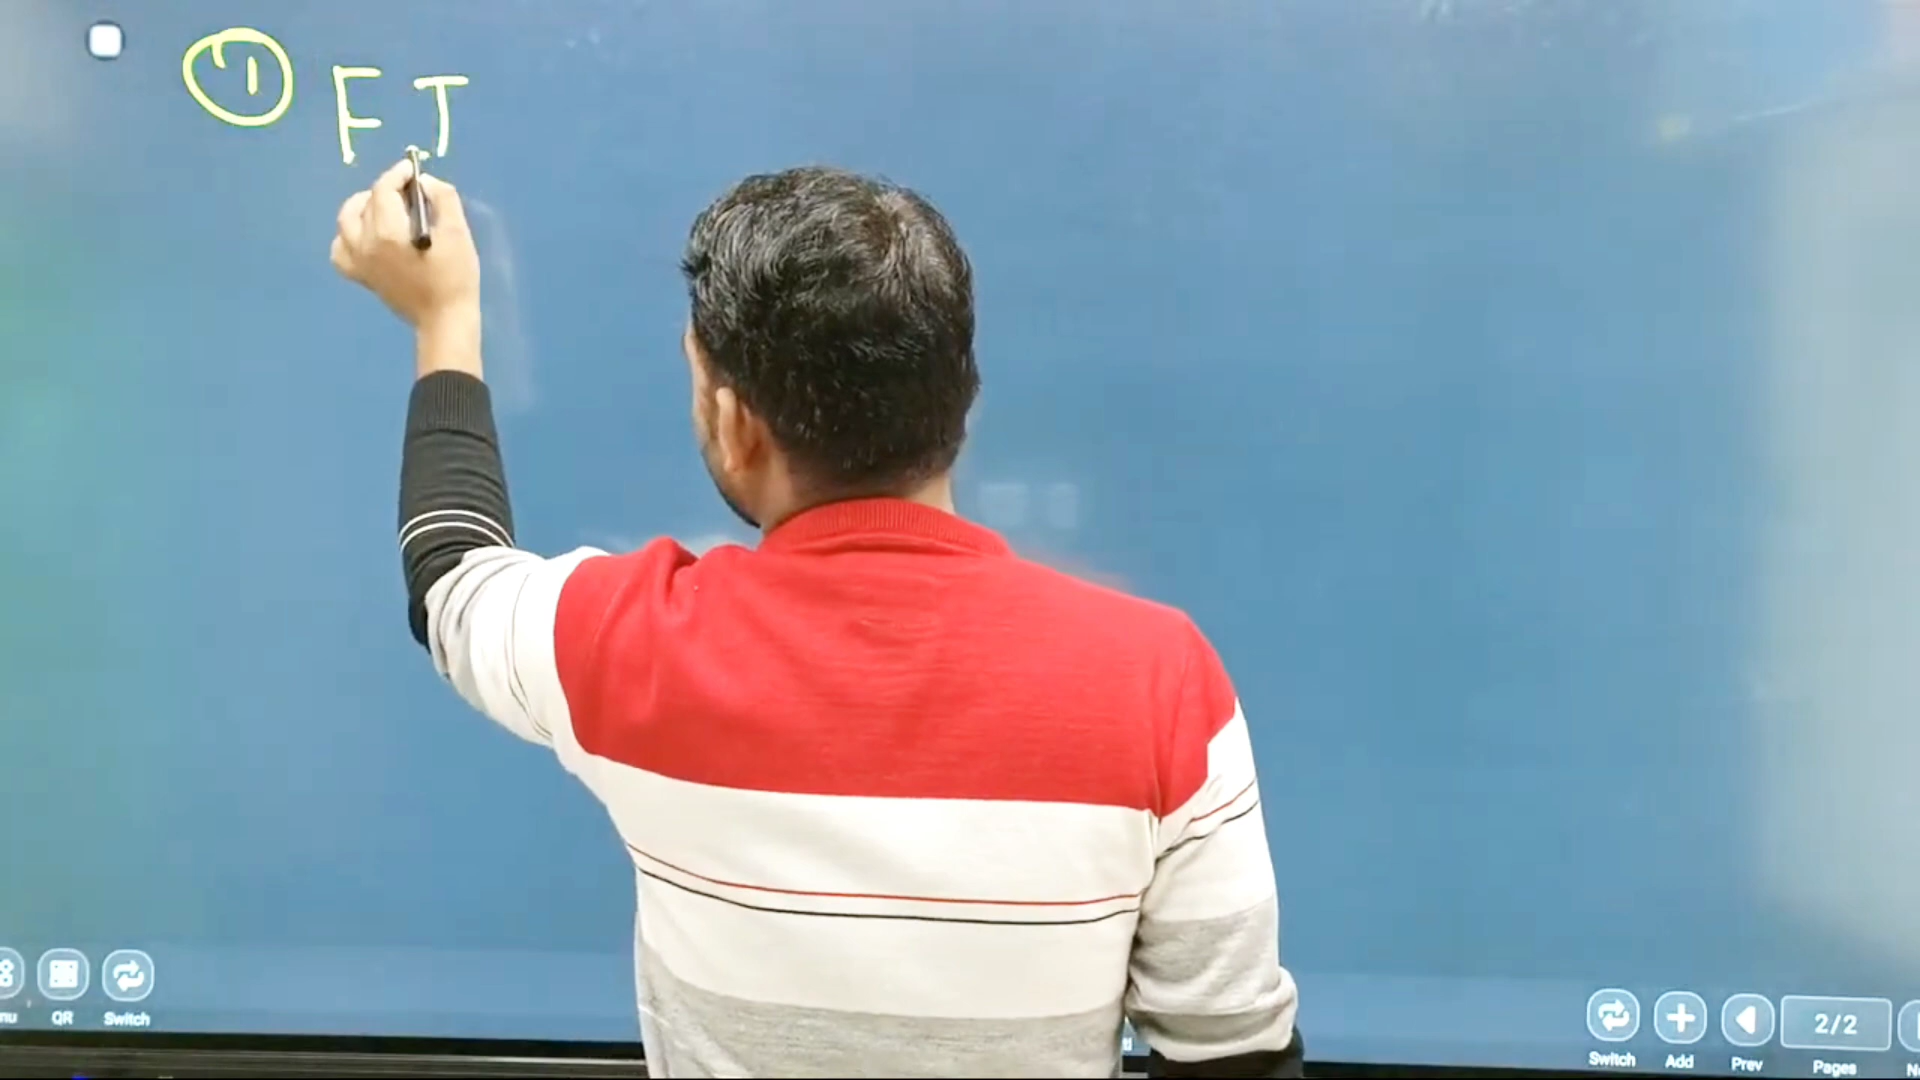 ① FT
QR Switch
Switch Add Prev 2/2 Pages